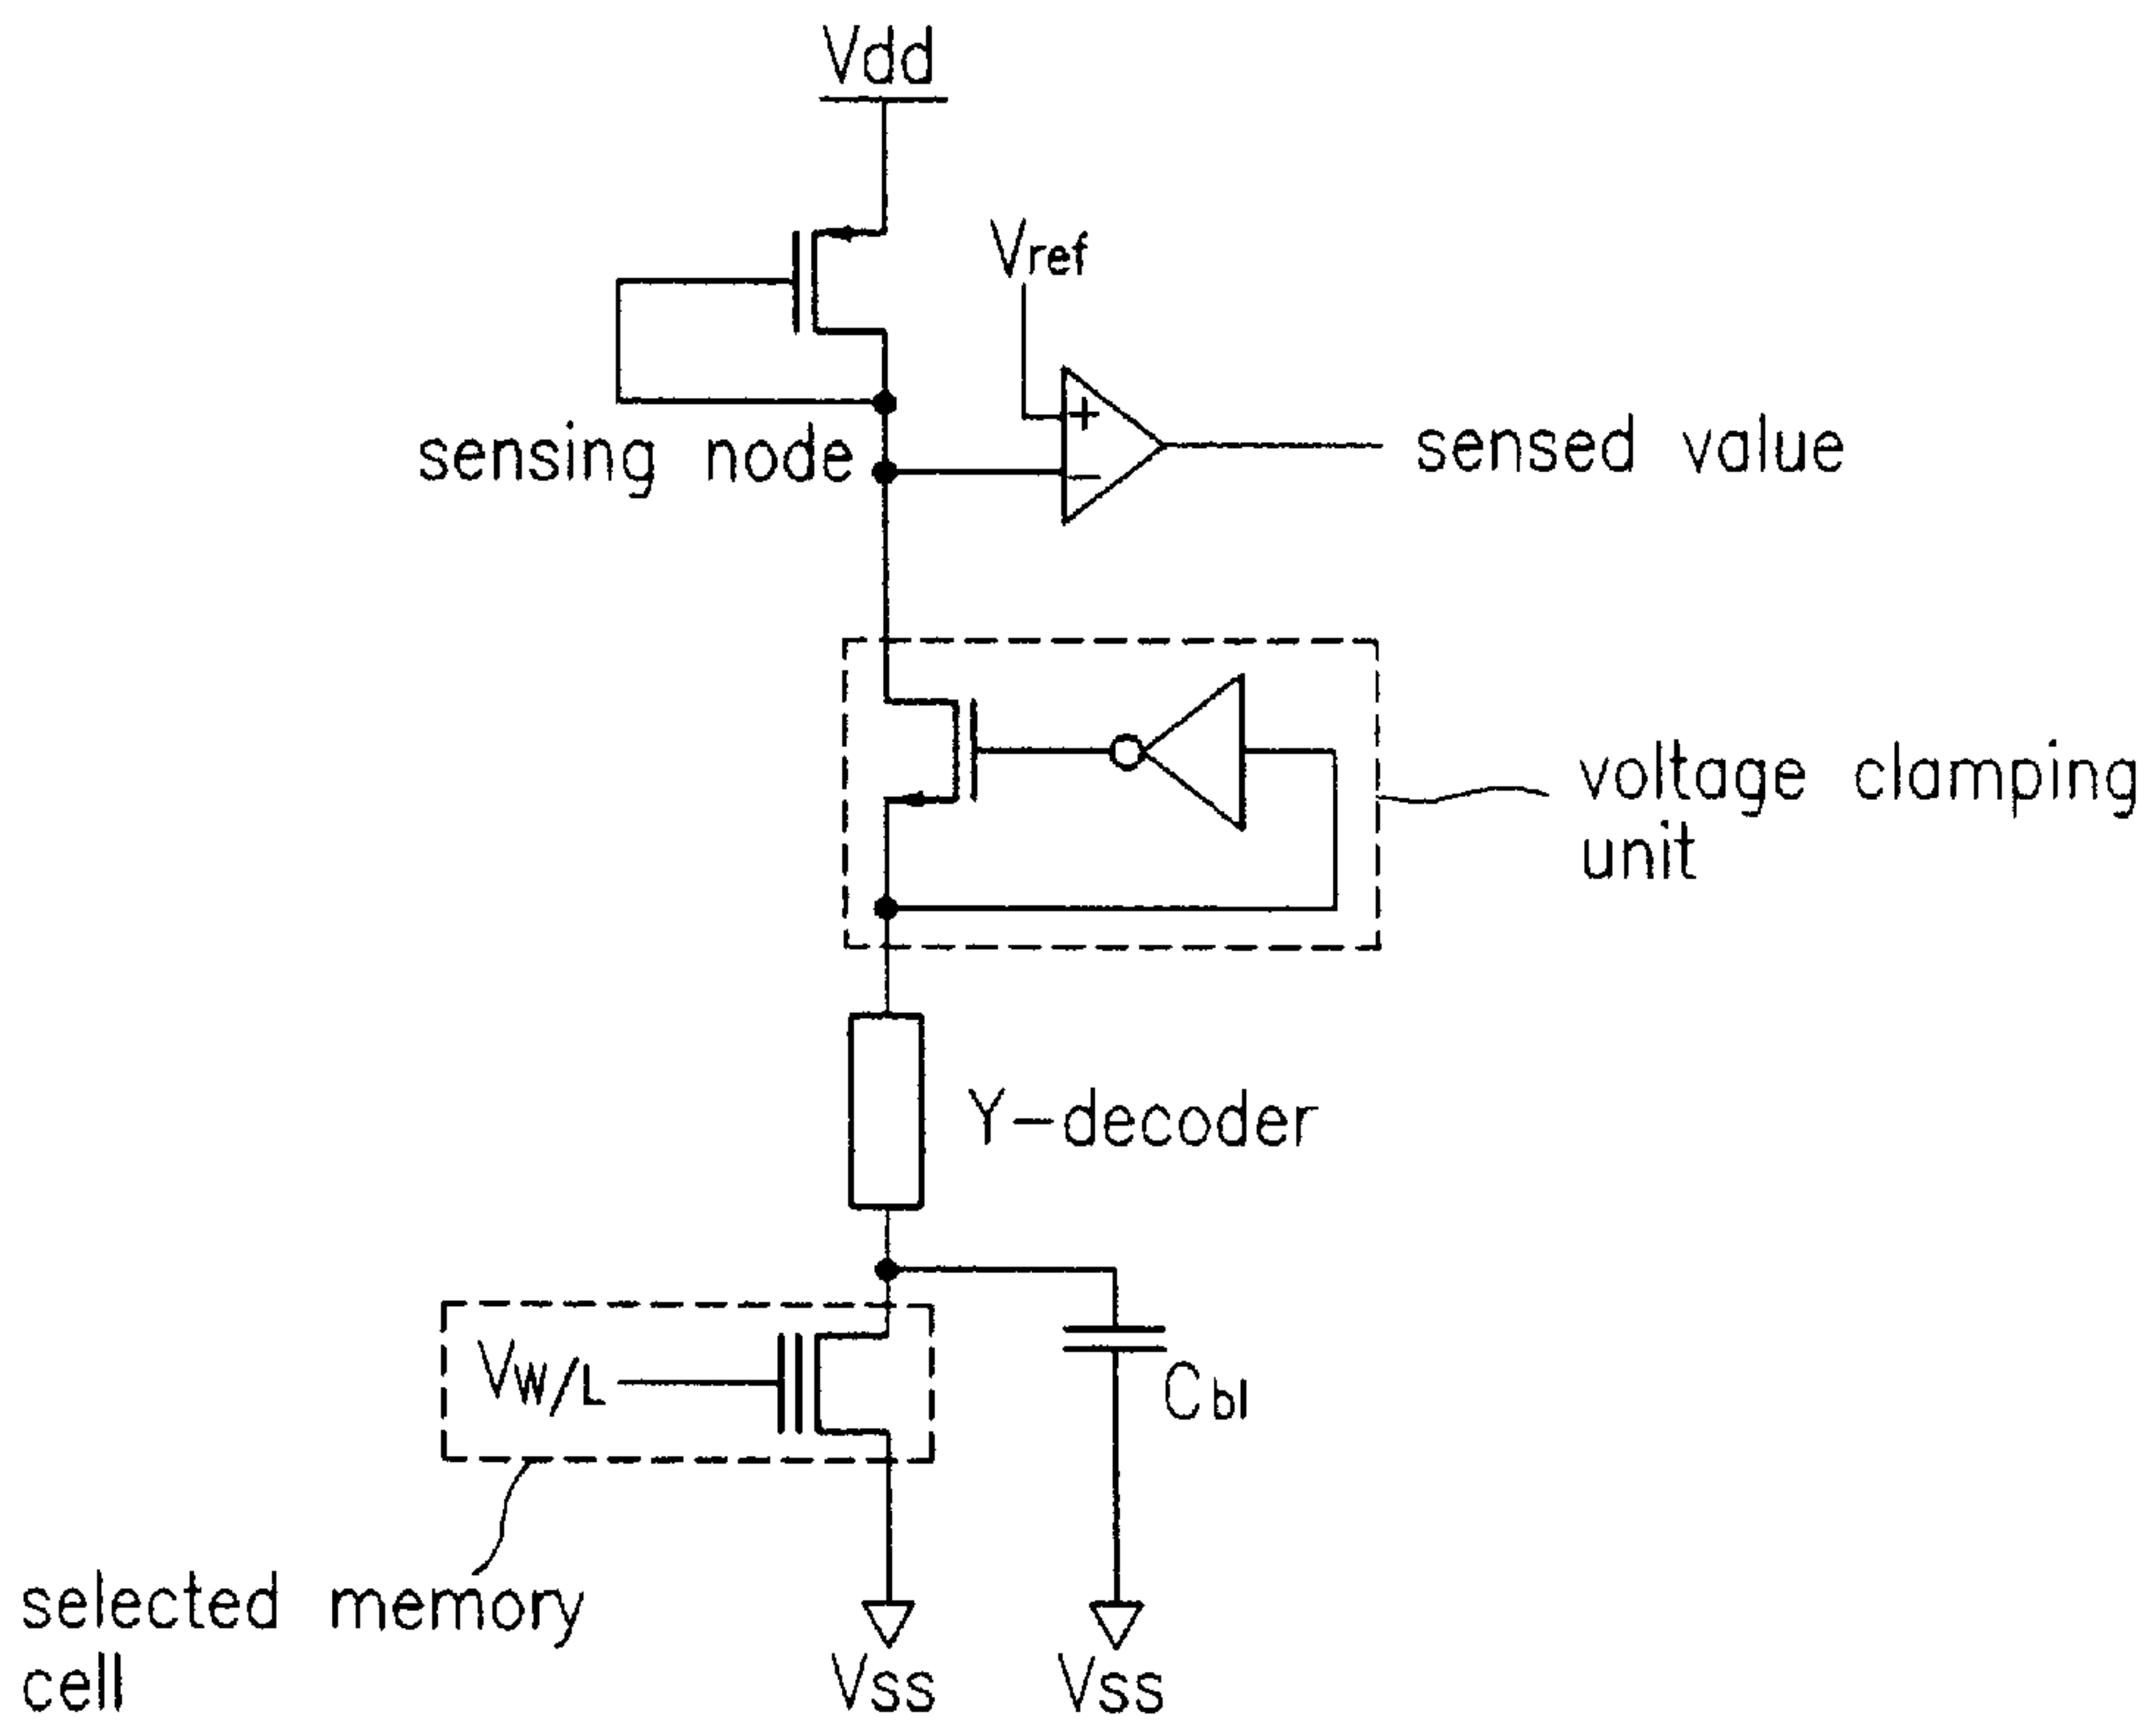 Vdd
Vref
+
sensing node
−
sensed value
voltage clamping
unit
Y-decoder
VW/L
Cbl
selected memory
cell
Vss
Vss